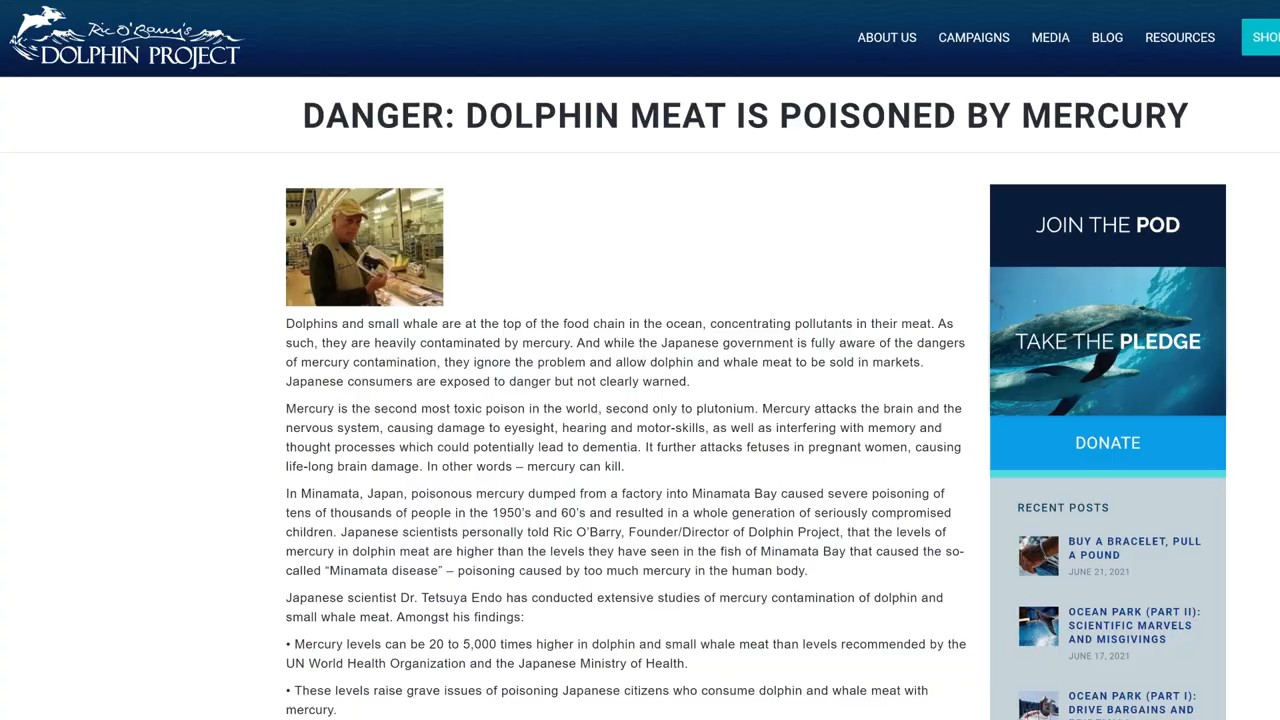 Ric O'Barry's
DOLPHIN PROJECT
ABOUT US
CAMPAIGNS
MEDIA
BLOG
RESOURCES
DANGER: DOLPHIN MEAT IS POISONED BY MERCURY
Dolphins and small whale are at the top of the food chain in the ocean, concentrating pollutants in their meat. As
such, they are heavily contaminated by mercury. And while the Japanese government is fully aware of the dangers
of mercury contamination, they ignore the problem and allow dolphin and whale meat to be sold in markets.
Japanese consumers are exposed to danger but not clearly warned.
Mercury is the second most toxic poison in the world, second only to plutonium. Mercury attacks the brain and the
nervous system, causing damage to eyesight, hearing and motor-skills, as well as interfering with memory and
thought processes which could potentially lead to dementia. It further attacks fetuses in pregnant women, causing
life-long brain damage. In other words – mercury can kill.
In Minamata, Japan, poisonous mercury dumped from a factory into Minamata Bay caused severe poisoning of
tens of thousands of people in the 1950's and 60's and resulted in a whole generation of seriously compromised
children. Japanese scientists personally told Ric O'Barry, Founder/Director of Dolphin Project, that the levels of
mercury in dolphin meat are higher than the levels they have seen in the fish of Minamata Bay that caused the so-
called “Minamata disease” – poisoning caused by too much mercury in the human body.
Japanese scientist Dr. Tetsuya Endo has conducted extensive studies of mercury contamination of dolphin and
small whale meat. Amongst his findings:
• Mercury levels can be 20 to 5,000 times higher in dolphin and small whale meat than levels recommended by the
UN World Health Organization and the Japanese Ministry of Health.
• These levels raise grave issues of poisoning Japanese citizens who consume dolphin and whale meat with
mercury.
JOIN THE POD
TAKE THE PLEDGE
DONATE
RECENT POSTS
BUY A BRACELET, PULL
A POUND
JUNE 21, 2021
OCEAN PARK (PART II):
SCIENTIFIC MARVELS
AND MISGIVINGS
JUNE 17, 2021
OCEAN PARK (PART I):
DRIVE BARGAINS AND